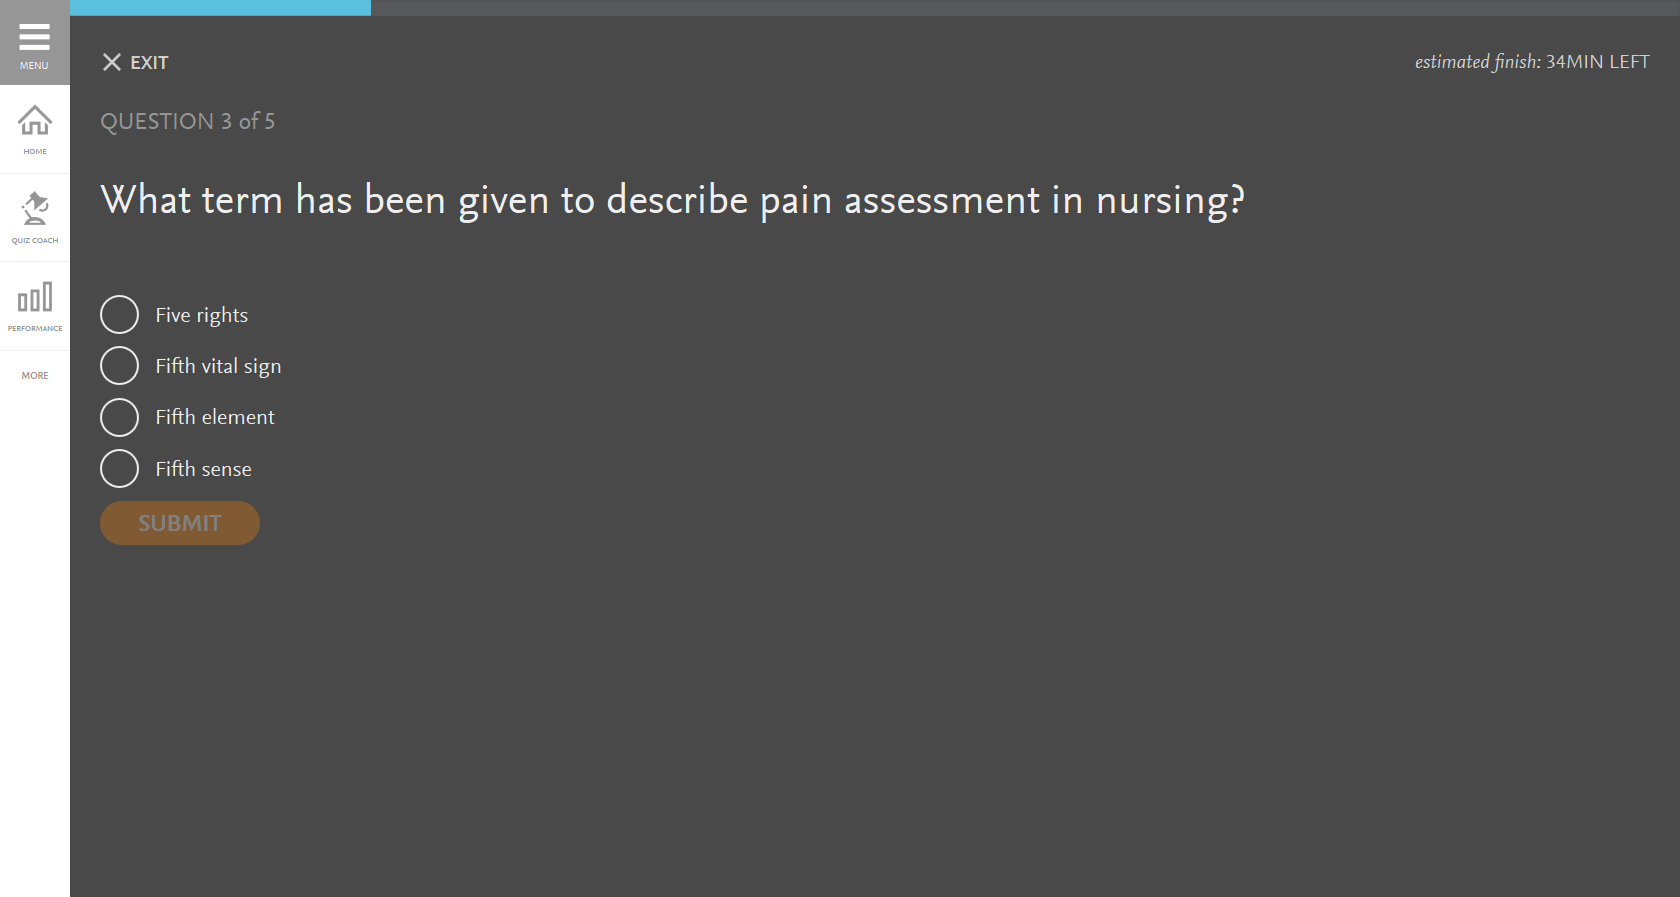 MENU
HOME
QUIZ COACH
PERFORMANCE
MORE
EXIT
estimated finish: 34MIN LEFT
QUESTION 3 of 5
What term has been given to describe pain assessment in nursing?
Five rights
Fifth vital sign
Fifth element
Fifth sense
SUBMIT